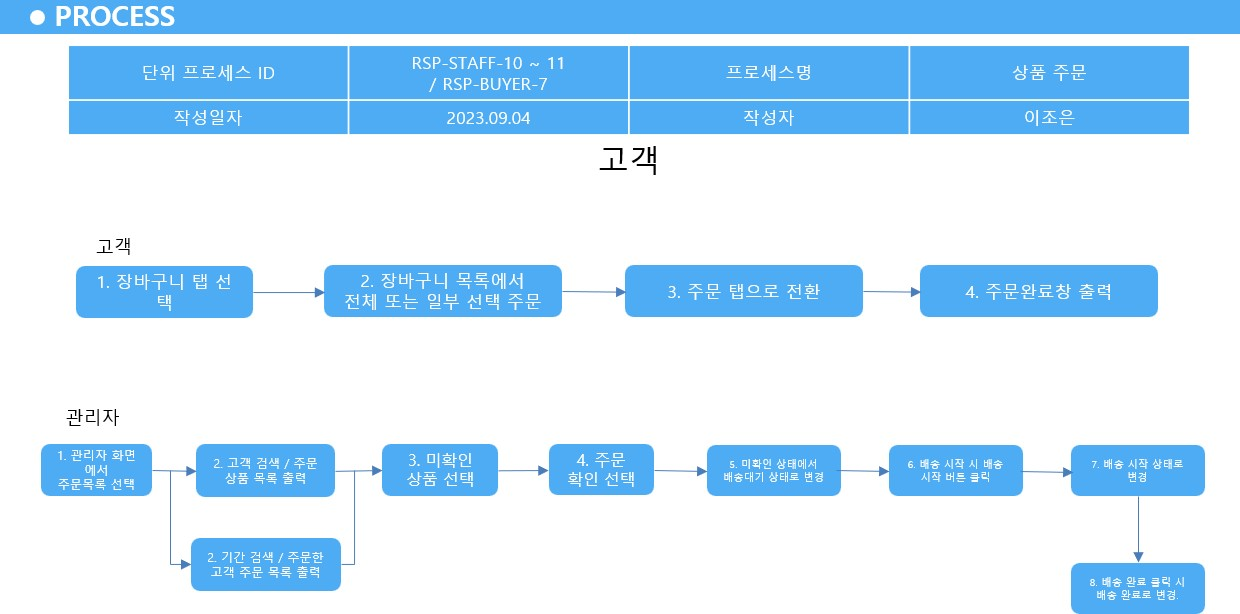 ● PROCESS
단위 프로세스 ID
RSP-STAFF-10 ~ 11
/ RSP-BUYER-7
프로세스명
상품 주문
작성일자
2023.09.04
작성자
이조은
고객
고객
1. 장바구니 탭 선
택
2. 장바구니 목록에서
전체 또는 일부 선택 주문
3. 주문 탭으로 전환
4. 주문완료창 출력
관리자
1. 관리자 화면
에서
주문목록 선택
2. 고객 검색 / 주문
상품 목록 출력
2. 기간 검색 / 주문한
고객 주문 목록 출력
3. 미확인
상품 선택
4. 주문
확인 선택
5. 미확인 상태에서
배송대기 상태로 변경
6. 배송 시작 시 배송
시작 버튼 클릭
7. 배송 시작 상태로
변경
8. 배송 완료 클릭 시
배송 완료로 변경.